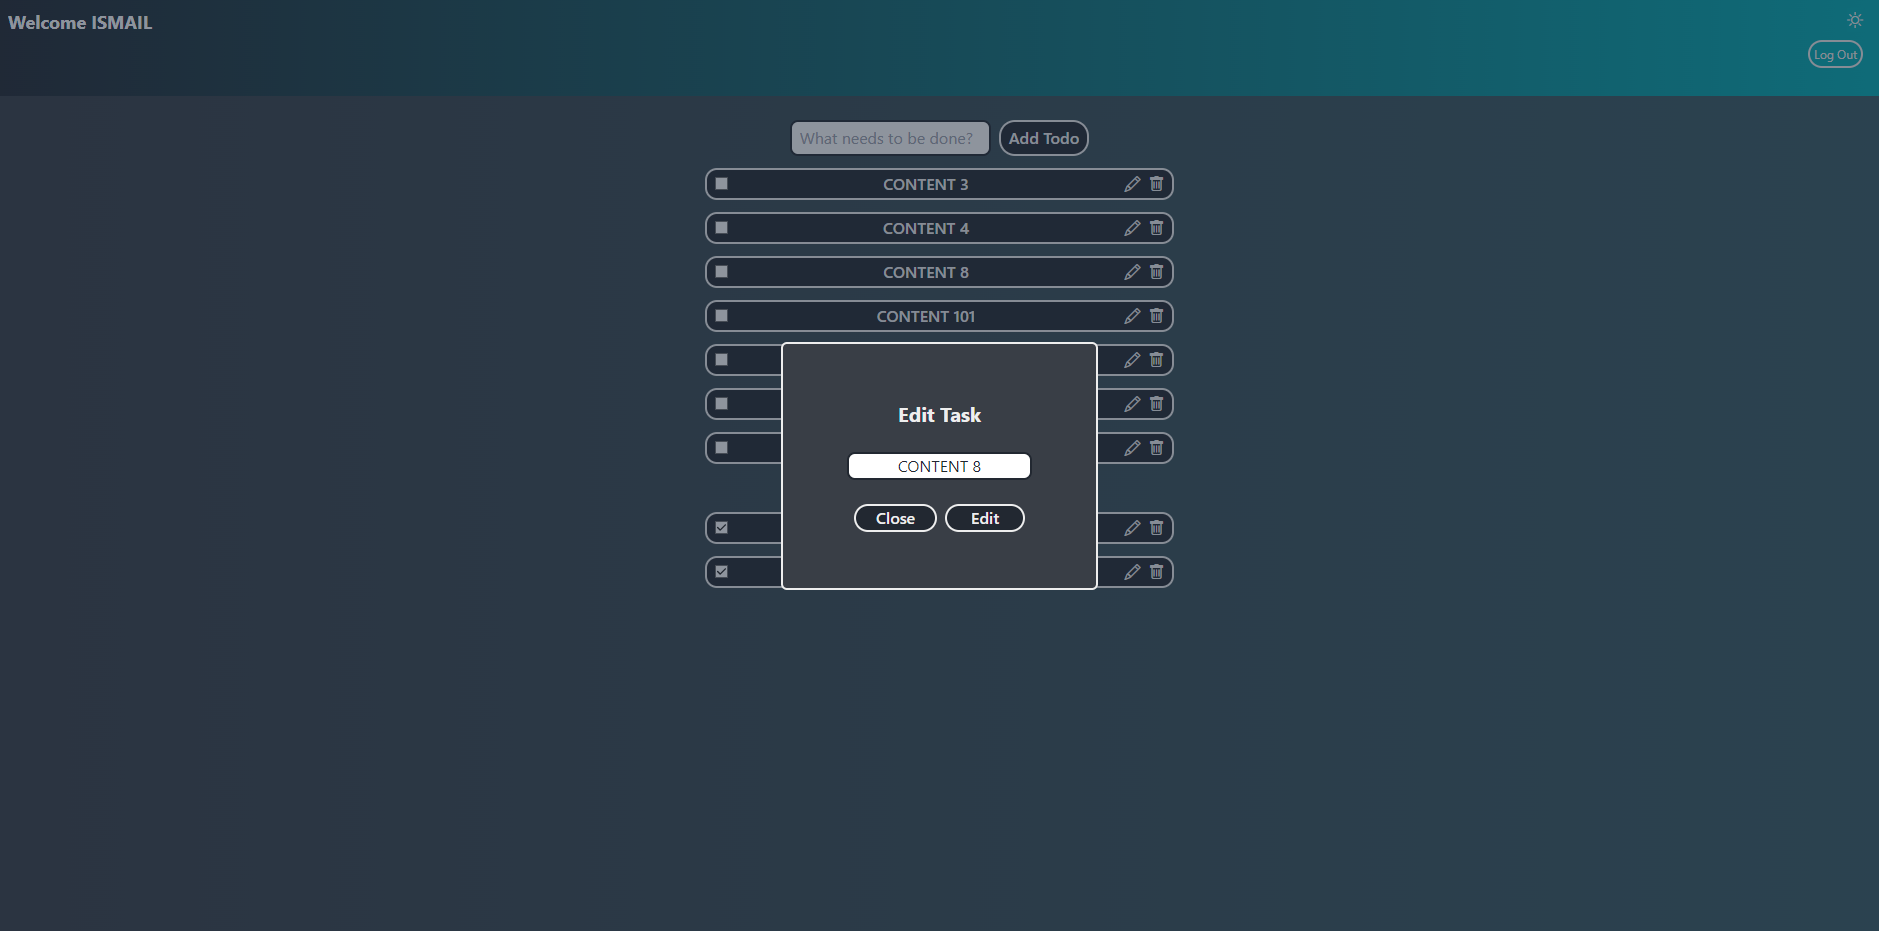 Welcome ISMAIL
Log Out
What needs to be done?
Add Todo
CONTENT 3
CONTENT 4
CONTENT 8
CONTENT 101
Edit Task
CONTENT 8
Close
Edit